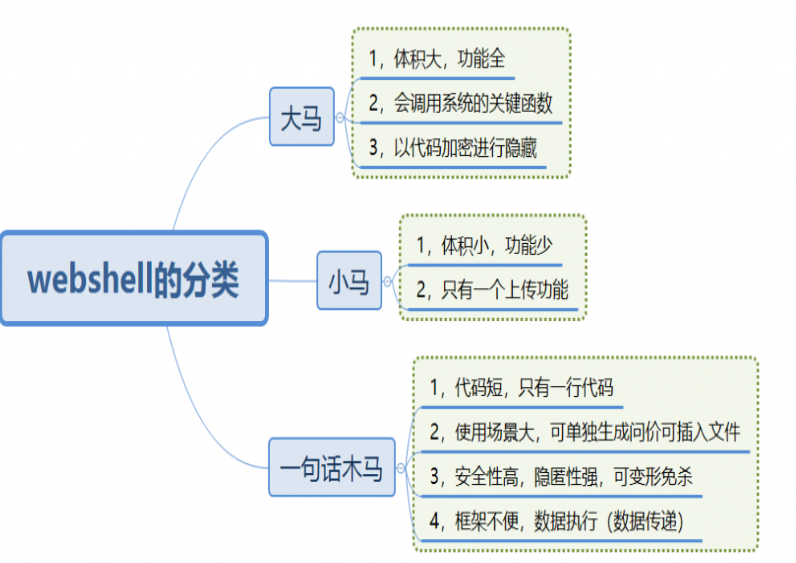 webshell的分类
大马
1，体积大，功能全
2，会调用系统的关键函数
3，以代码加密进行隐藏
小马
1，体积小，功能少
2，只有一个上传功能
一句话木马
1，代码短，只有一行代码
2，使用场景大，可单独生成问价可插入文件
3，安全性高，隐匿性强，可变形免杀
4，框架不便，数据执行（数据传递）